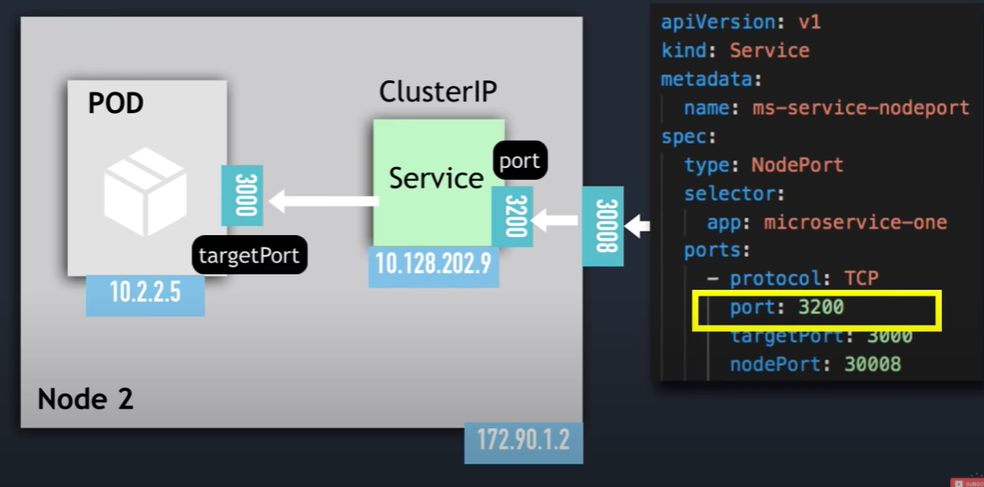 POD
3000
targetPort
10.2.2.5
ClusterIP
Service
port
3200
10.128.202.9
30008
Node 2
172.90.1.2
apiVersion: v1
kind: Service
metadata:
name: ms-service-nodeport
spec:
type: NodePort
selector:
app: microservice-one
ports:
– protocol: TCP
port: 3200
targetPort: 3000
nodePort: 30008